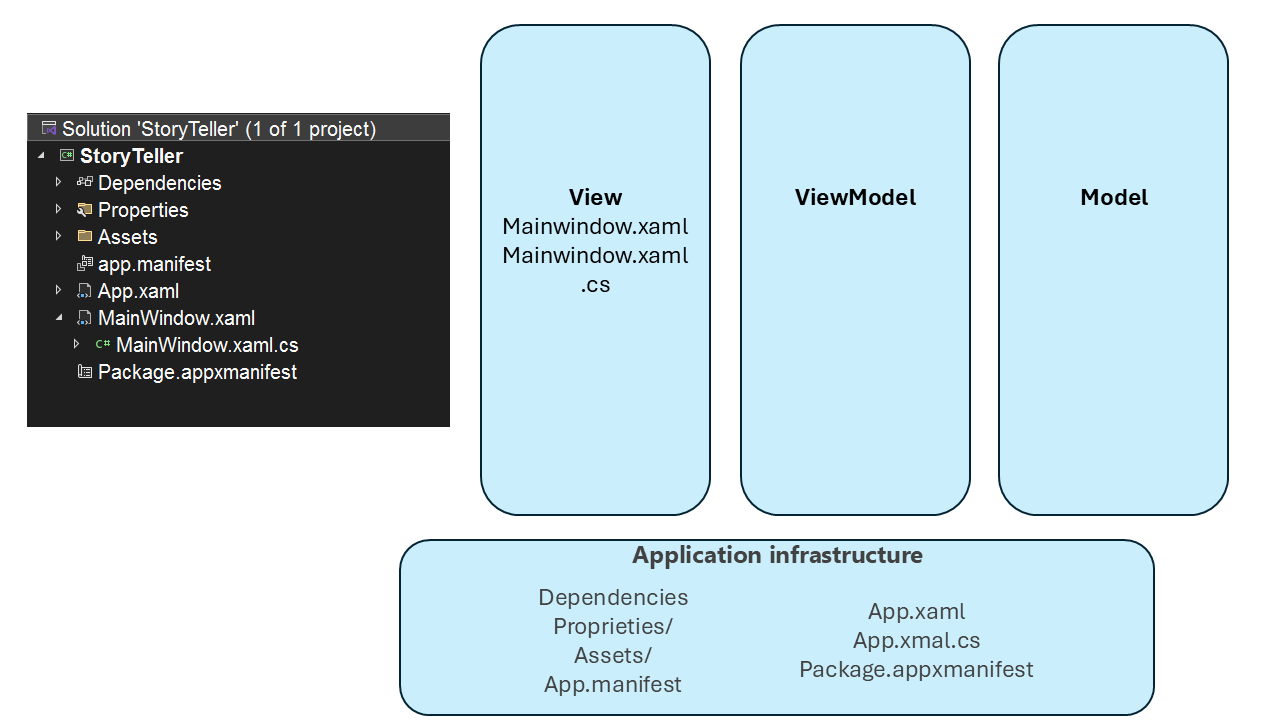 Solution 'StoryTeller' (1 of 1 project)
StoryTeller
Dependencies
Properties
Assets
app.manifest
App.xaml
MainWindow.xaml
C# MainWindow.xaml.cs
Package.appxmanifest
View
Mainwindow.xaml
Mainwindow.xaml
.cs
ViewModel
Model
Application infrastructure
Dependencies
Proprieties/
Assets/
App.manifest
App.xaml
App.xmal.cs
Package.appxmanifest